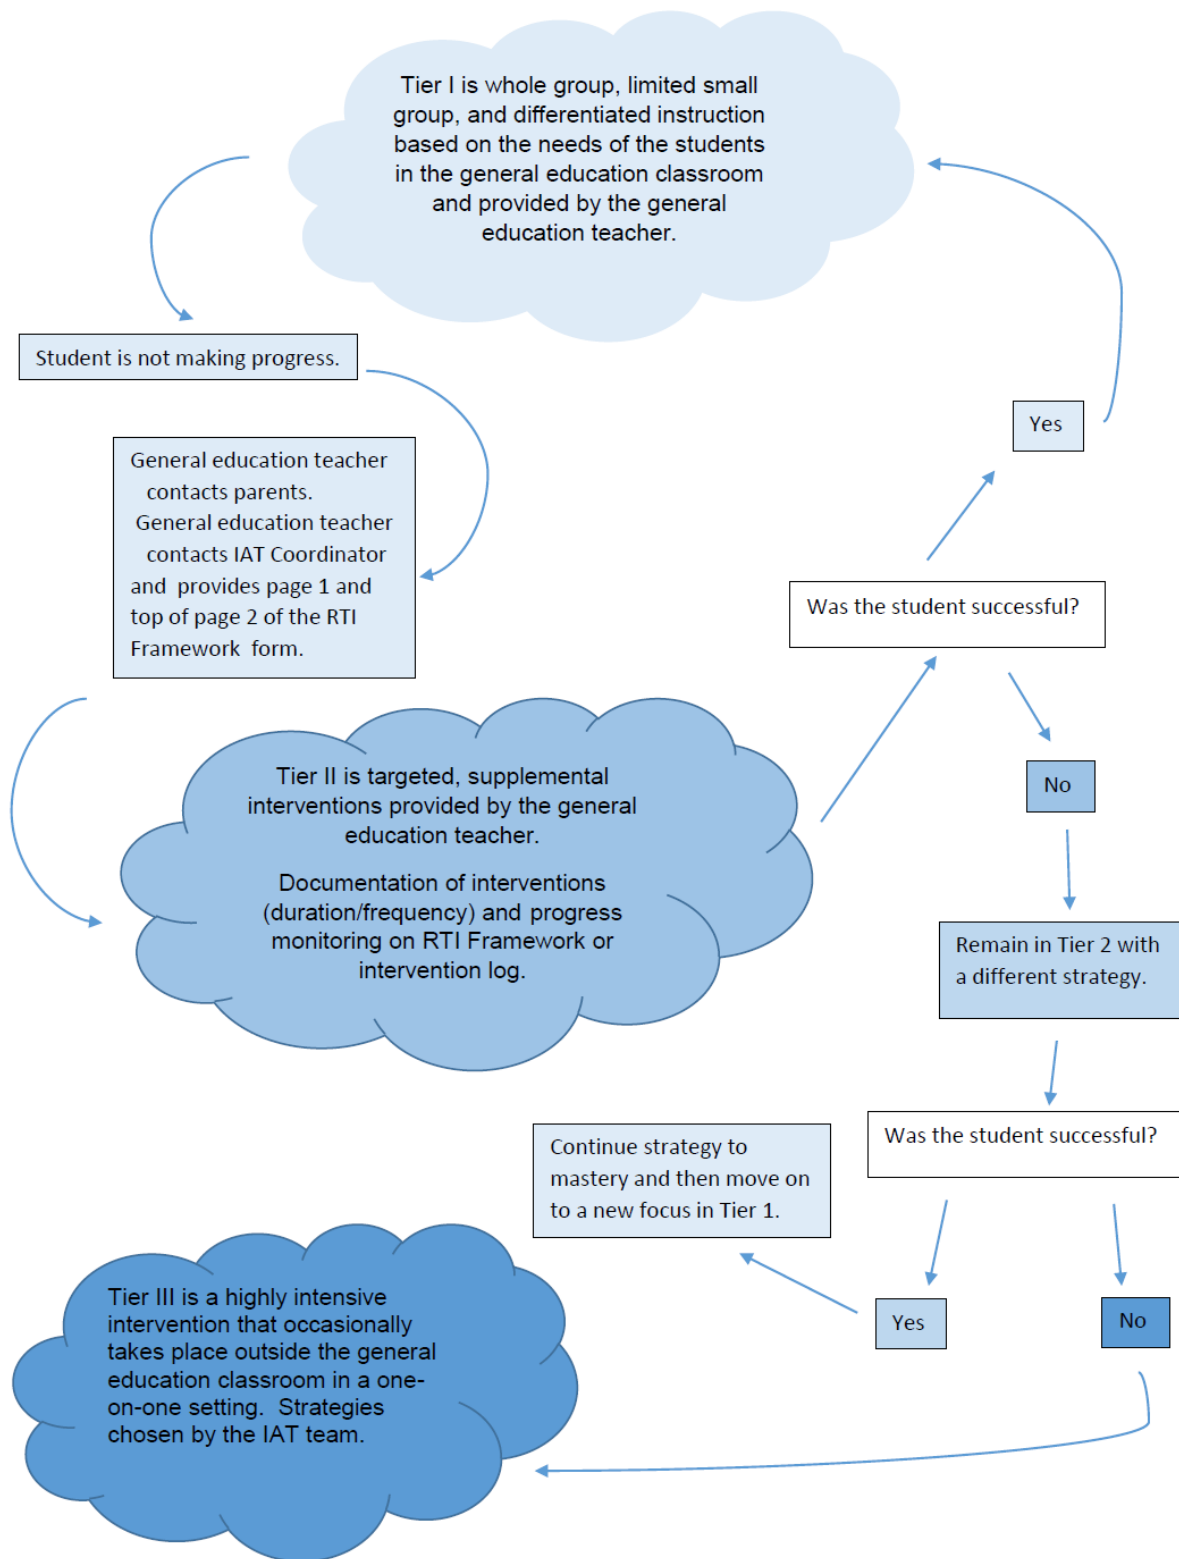 Tier I is whole group, limited small
group, and differentiated instruction
based on the needs of the students
in the general education classroom
and provided by the general
education teacher.
Student is not making progress.
General education teacher
contacts parents.
General education teacher
contacts IAT Coordinator
and provides page 1 and
top of page 2 of the RTI
Framework form.
Tier II is targeted, supplemental
interventions provided by the general
education teacher.
Documentation of interventions
(duration/frequency) and progress
monitoring on RTI Framework or
intervention log.
Was the student successful?
Yes
No
Remain in Tier 2 with
a different strategy.
Was the student successful?
Yes
Continue strategy to
mastery and then move on
to a new focus in Tier 1.
No
Tier III is a highly intensive
intervention that occasionally
takes place outside the general
education classroom in a one-
on-one setting. Strategies
chosen by the IAT team.